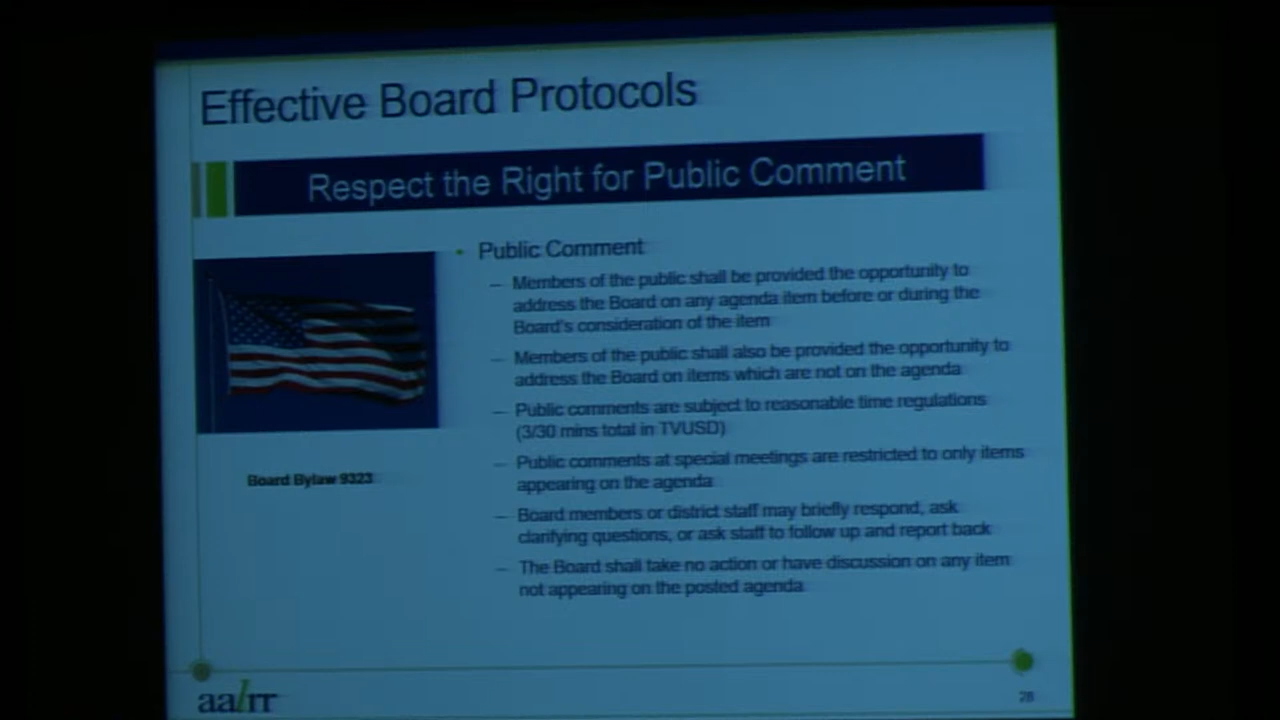 Effective Board Protocols
Respect the Right for Public Comment
• Public Comment
– Members of the public shall be provided the opportunity to
address the Board on any agenda item before or during the
Board's consideration of the item
– Members of the public shall also be provided the opportunity to
address the Board on items which are not on the agenda
– Public comments are subject to reasonable time regulations
(3/30 mins total in TVUSD)
– Public comments at special meetings are restricted to only items
appearing on the agenda
– Board members or district staff may briefly respond, ask
clarifying questions, or ask staff to follow up and report back
– The Board shall take no action or have discussion on any item
not appearing on the posted agenda
Board Bylaw 9323
aalrr
28